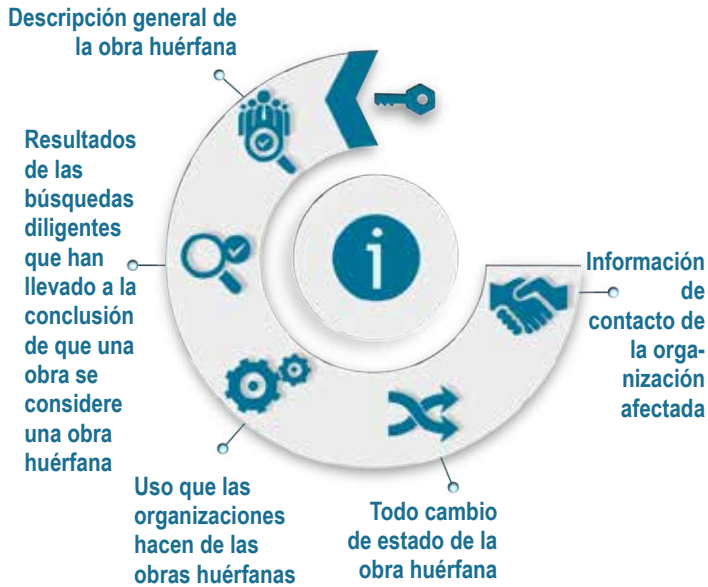 Descripción general de
la obra huérfana
Resultados
de las
búsquedas
diligentes
que han
llevado a la
conclusión
de que una
obra se
considere
una obra
huérfana
Uso que las
organizaciones
hacen de las
obras huérfanas
Todo cambio
de estado de la
obra huérfana
Información
de
contacto de
la orga-
nización
afectada
i